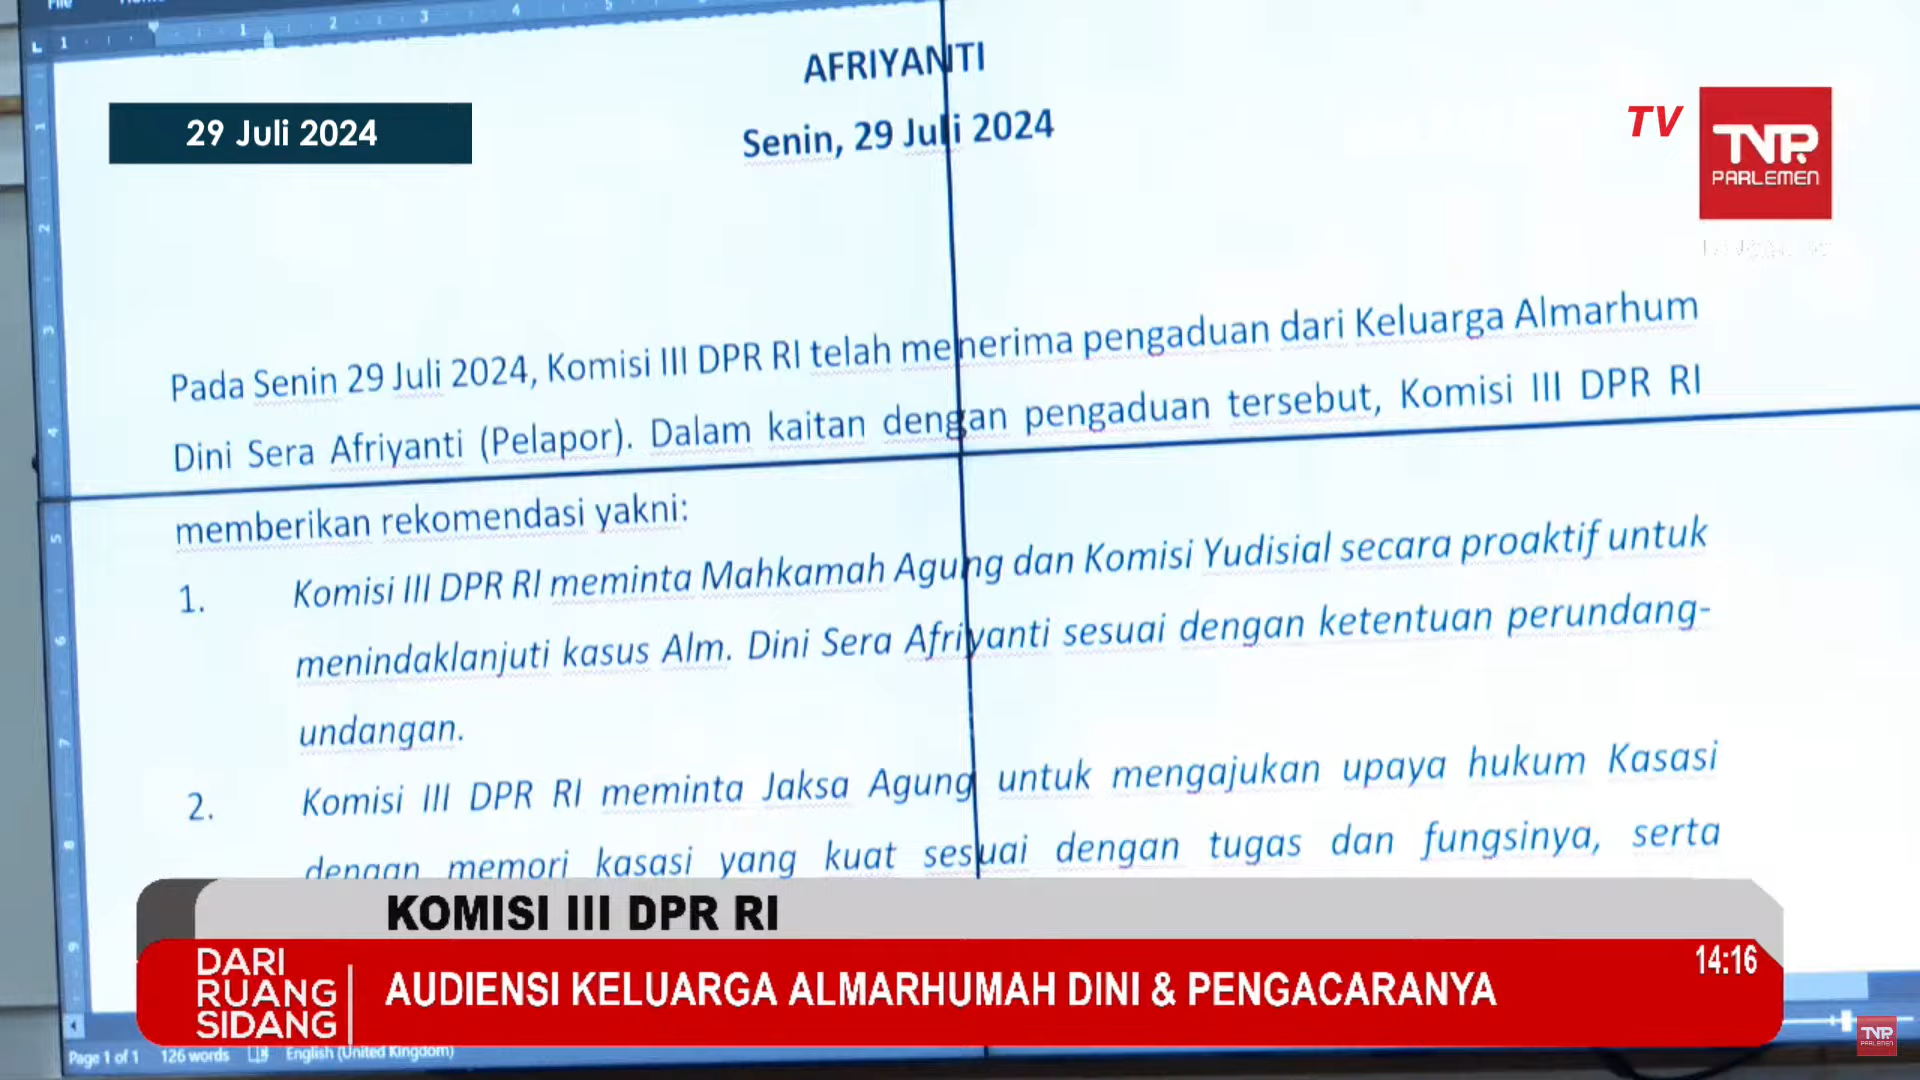 File
AFRIYANTI
Senin, 29 Juli 2024
29 Juli 2024
TV
TVP
PARLEMEN
Pada Senin 29 Juli 2024, Komisi III DPR RI telah menerima pengaduan dari Keluarga Almarhum
Dini Sera Afriyanti (Pelapor). Dalam kaitan dengan pengaduan tersebut, Komisi III DPR RI
memberikan rekomendasi yakni:
1. Komisi III DPR RI meminta Mahkamah Agung dan Komisi Yudisial secara proaktif untuk
menindaklanjuti kasus Alm. Dini Sera Afriyanti sesuai dengan ketentuan perundang-
undangan.
2. Komisi III DPR RI meminta Jaksa Agung untuk mengajukan upaya hukum Kasasi
dengan memori kasasi yang kuat sesuai dengan tugas dan fungsinya, serta
KOMISI III DPR RI
DARI
RUANG
SIDANG
AUDIENSI KELUARGA ALMARHUMAH DINI & PENGACARANYA
14:16
Page 1 of 1 126 words English (United Kingdom)
TVP
PARLEMEN